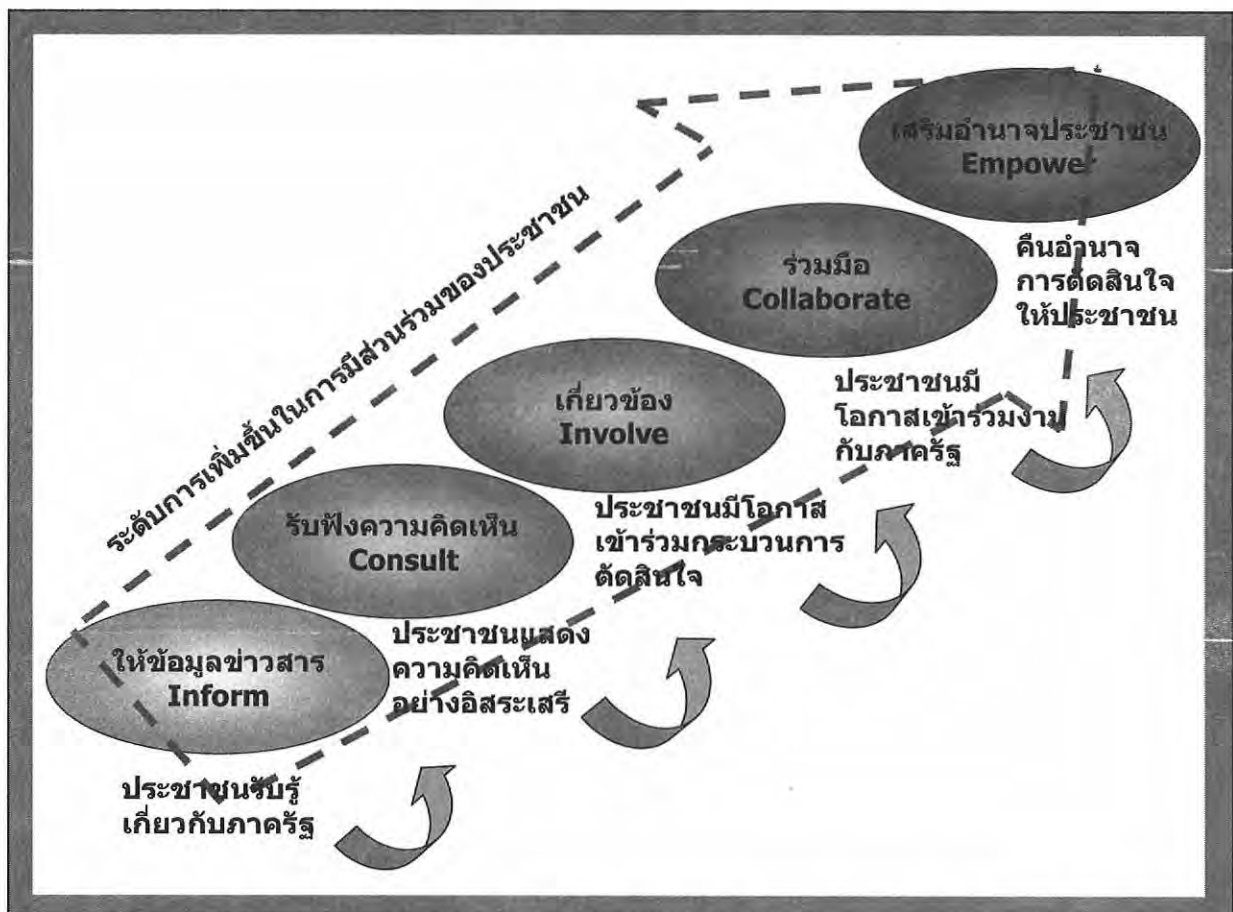 เสริมอำนาจประชาชน
Empower
คืนอำนาจ
การตัดสินใจ
ให้ประชาชน
ร่วมมือ
Collaborate
ประชาชนมี
โอกาสเข้าร่วมงาน
กับภาครัฐ
ระดับการเพิ่มขึ้นในการมีส่วนร่วมของประชาชน
เกี่ยวข้อง
Involve
ประชาชนมีโอกาส
เข้าร่วมกระบวนการ
ตัดสินใจ
รับฟังความคิดเห็น
Consult
ประชาชนแสดง
ความคิดเห็น
อย่างอิสระเสรี
ให้ข้อมูลข่าวสาร
Inform
ประชาชนรับรู้
เกี่ยวกับภาครัฐ